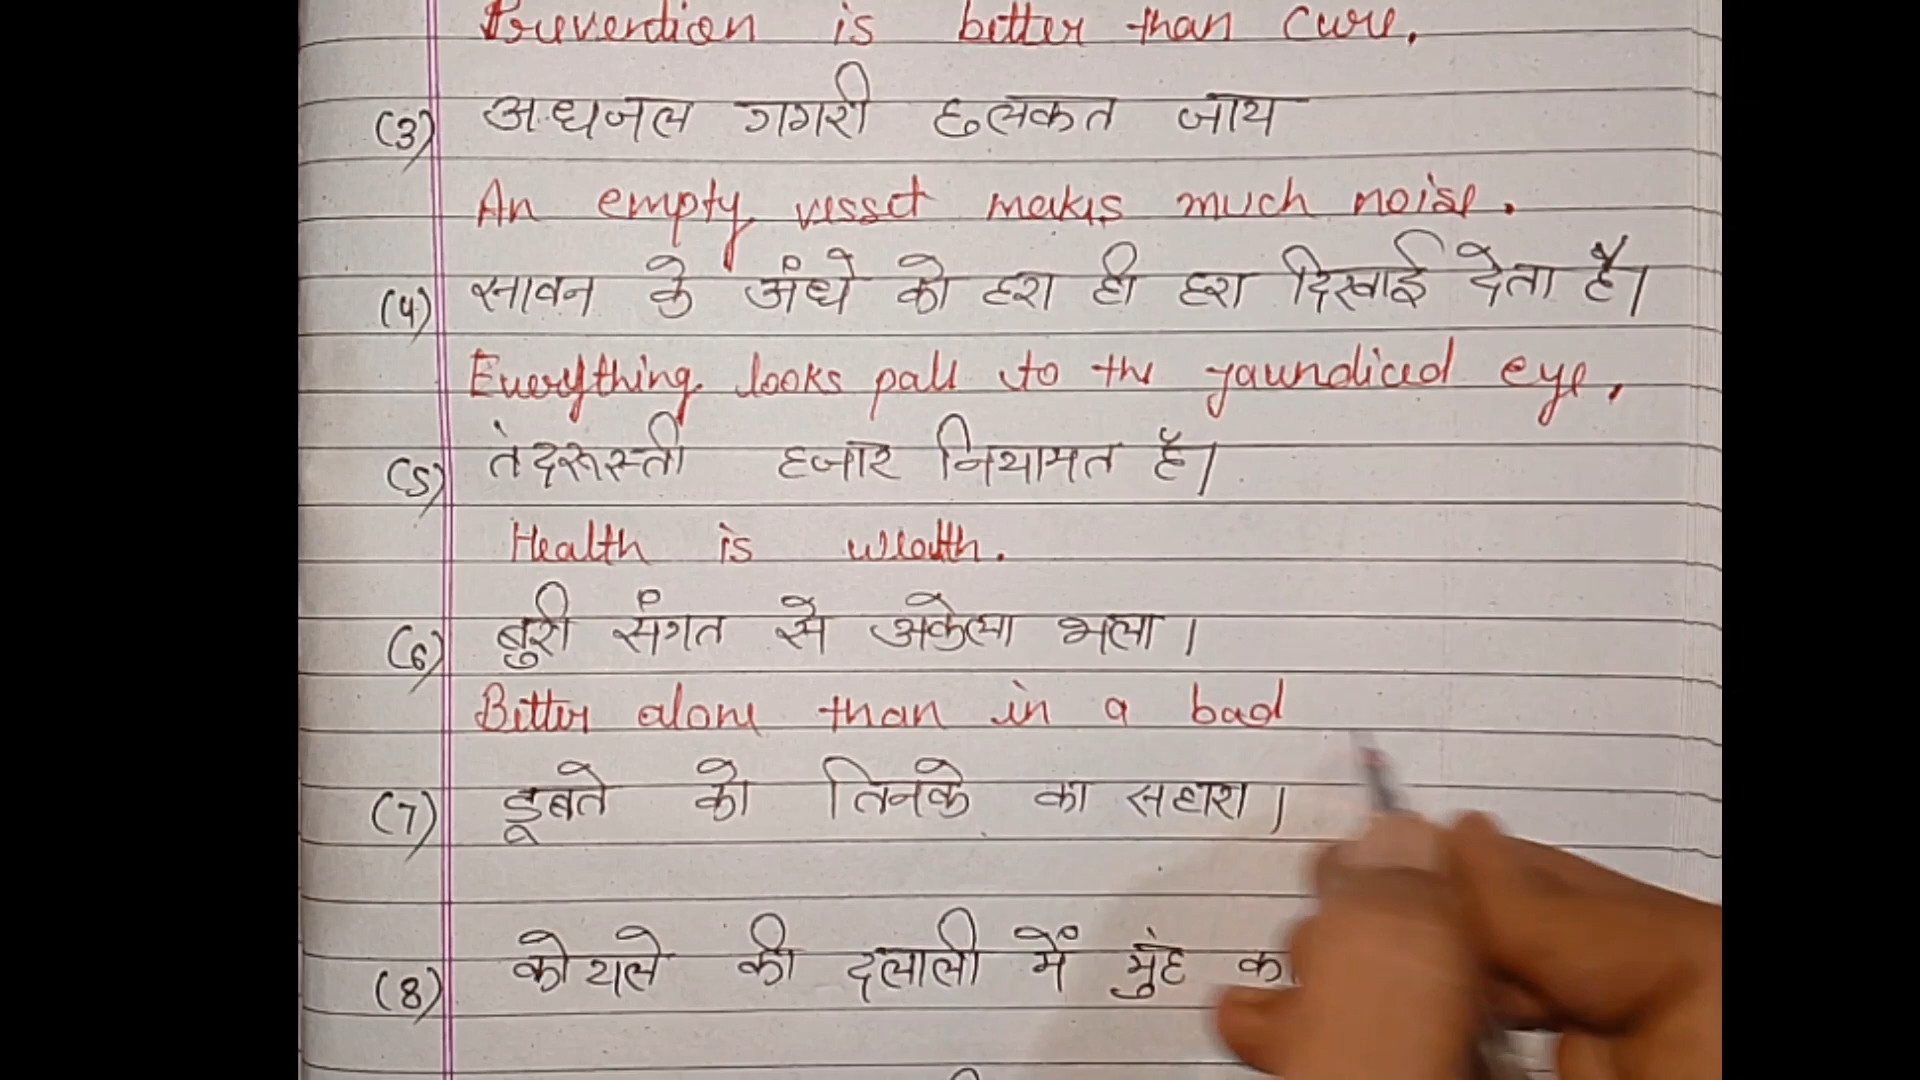 Prevention is better than cure.
(3) अधजल गगरी छलकत जाय
An empty vessel makes much noise.
(4) सावन के अंधे को हरा ही हरा दिखाई देता है।
Everything looks pale to the yaundiced eye.
(5) तंदरूस्ती हजार नियामत है।
Health is wealth.
(6) बुरी संगत से अकेला भला।
Better alone than in a bad
(7) डूबते को तिनके का सहारा।
(8) कोयले की दलाली में मुंह